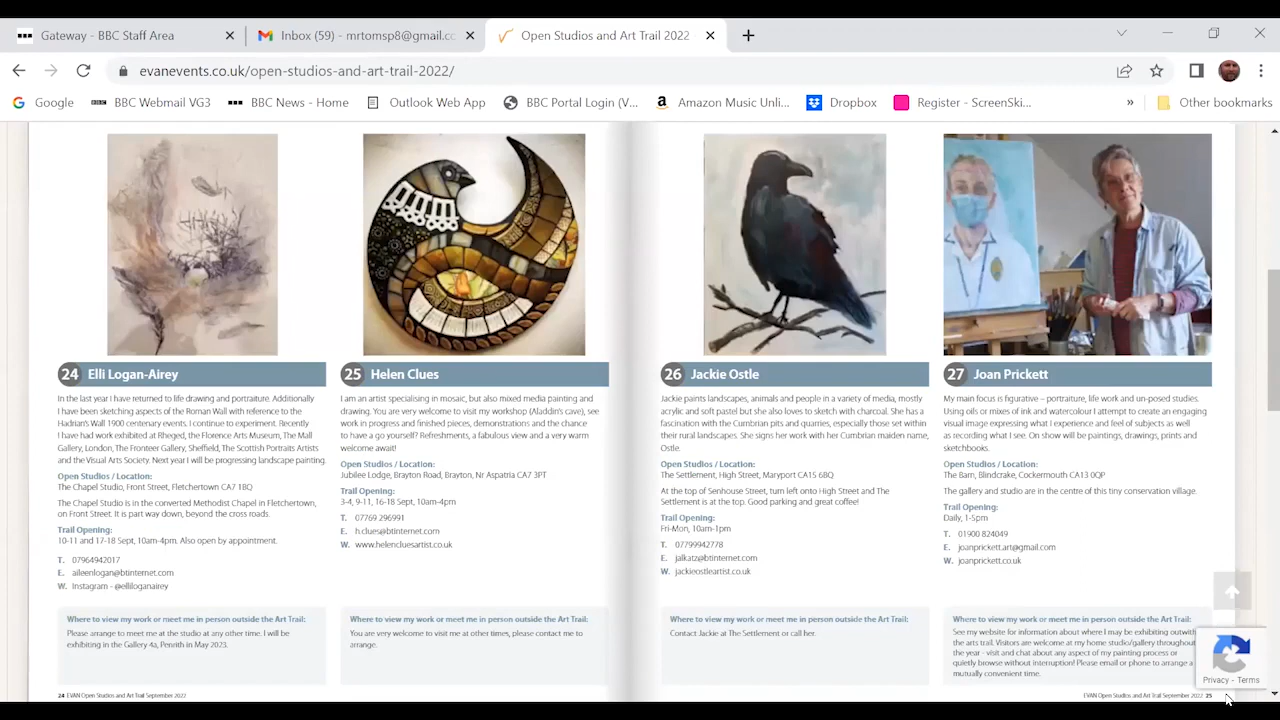 Gateway - BBC Staff Area
Inbox (59) - mrtomsp8@gmail.cc
Open Studios and Art Trail 2022
evanevents.co.uk/open-studios-and-art-trail-2022/
Google
BBC Webmail VG3
BBC News - Home
Outlook Web App
BBC Portal Login (V...
Amazon Music Unli...
Dropbox
Register - ScreenSki...
Other bookmarks
24 Elli Logan-Airey
In the last year I have returned to life drawing and portraiture. Additionally
I have been sketching aspects of the Roman Wall with reference to the
Hadrian's Wall 1900 centenary events. I continue to experiment. Recently
I have had work exhibited at Rheged, the Florence Arts Museum, The Mall
Gallery, London, The Fronteer Gallery, Sheffield, The Scottish Portraits Artists
and the Visual Arts Society. Next year I will be progressing landscape painting.
Open Studios / Location:
The Chapel Studio, Front Street, Fletchertown CA7 1BQ
The Chapel Studio is in the converted Methodist Chapel in Fletchertown,
on Front Street. It is part way down, beyond the cross roads.
Trail Opening:
10-11 and 17-18 Sept, 10am-4pm. Also open by appointment.
T. 07964942017
E. aileenlogan@btinternet.com
W. Instagram - @elliloganairey
Where to view my work or meet me in person outside the Art Trail:
Please arrange to meet me at the studio at any other time. I will be
exhibiting in the Gallery 4a, Penrith in May 2023.
24 EVAN Open Studios and Art Trail September 2022
25 Helen Clues
I am an artist specialising in mosaic, but also mixed media painting and
drawing. You are very welcome to visit my workshop (Aladdin's cave), see
work in progress and finished pieces, demonstrations and the chance
to have a go yourself? Refreshments, a fabulous view and a very warm
welcome await!
Open Studios / Location:
Jubilee Lodge, Brayton Road, Brayton, Nr Aspatria CA7 3PT
Trail Opening:
3-4, 9-11, 16-18 Sept, 10am-4pm
T. 07769 296991
E. h.clues@btinternet.com
W. www.helencluesartist.co.uk
Where to view my work or meet me in person outside the Art Trail:
You are very welcome to visit me at other times, please contact me to
arrange.
26 Jackie Ostle
Jackie paints landscapes, animals and people in a variety of media, mostly
acrylic and soft pastel but she also loves to sketch with charcoal. She has a
fascination with the Cumbrian pits and quarries, especially those set within
their rural landscapes. She signs her work with her Cumbrian maiden name,
Ostle.
Open Studios / Location:
The Settlement, High Street, Maryport CA15 6BQ
At the top of Senhouse Street, turn left onto High Street and The
Settlement is at the top. Good parking and great coffee!
Trail Opening:
Fri-Mon, 10am-1pm
T. 07799942778
E. jalkatz@btinternet.com
W. jackieostleartist.co.uk
Where to view my work or meet me in person outside the Art Trail:
Contact Jackie at The Settlement or call her.
27 Joan Prickett
My main focus is figurative – portraiture, life work and un-posed studies.
Using oils or mixes of ink and watercolour I attempt to create an engaging
visual image expressing what I experience and feel of subjects as well
as recording what I see. On show will be paintings, drawings, prints and
sketchbooks.
Open Studios / Location:
The Barn, Blindcrake, Cockermouth CA13 0QP
The gallery and studio are in the centre of this tiny conservation village.
Trail Opening:
Daily, 1-5pm
T. 01900 824049
E. joanprickett.art@gmail.com
W. joanprickett.co.uk
Where to view my work or meet me in person outside the Art Trail:
See my website for information about where I may be exhibiting outwith
the arts trail. Visitors are welcome at my home studio/gallery throughout
the year - visit and chat about any aspect of my painting process or
quietly browse without interruption! Please email or phone to arrange a
mutually convenient time.
EVAN Open Studios and Art Trail September 2022 25
Privacy - Terms